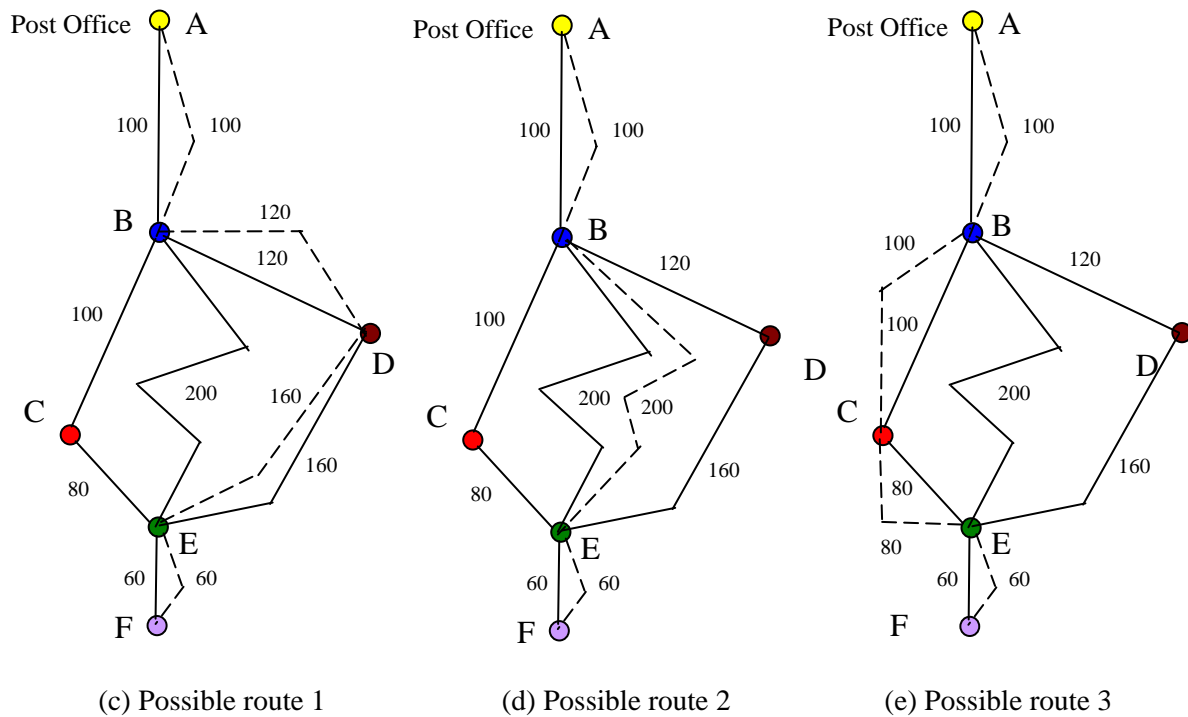 Post Office A
100 100
B
120
120
100
D
200 160
C
160
80
E
60 60
F
(c) Possible route 1
Post Office A
100 100
B
120
100
D
200 200
C
160
80
E
60 60
F
(d) Possible route 2
Post Office A
100 100
B
100
120
100
D
200
C
160
80
80
E
60 60
F
(e) Possible route 3